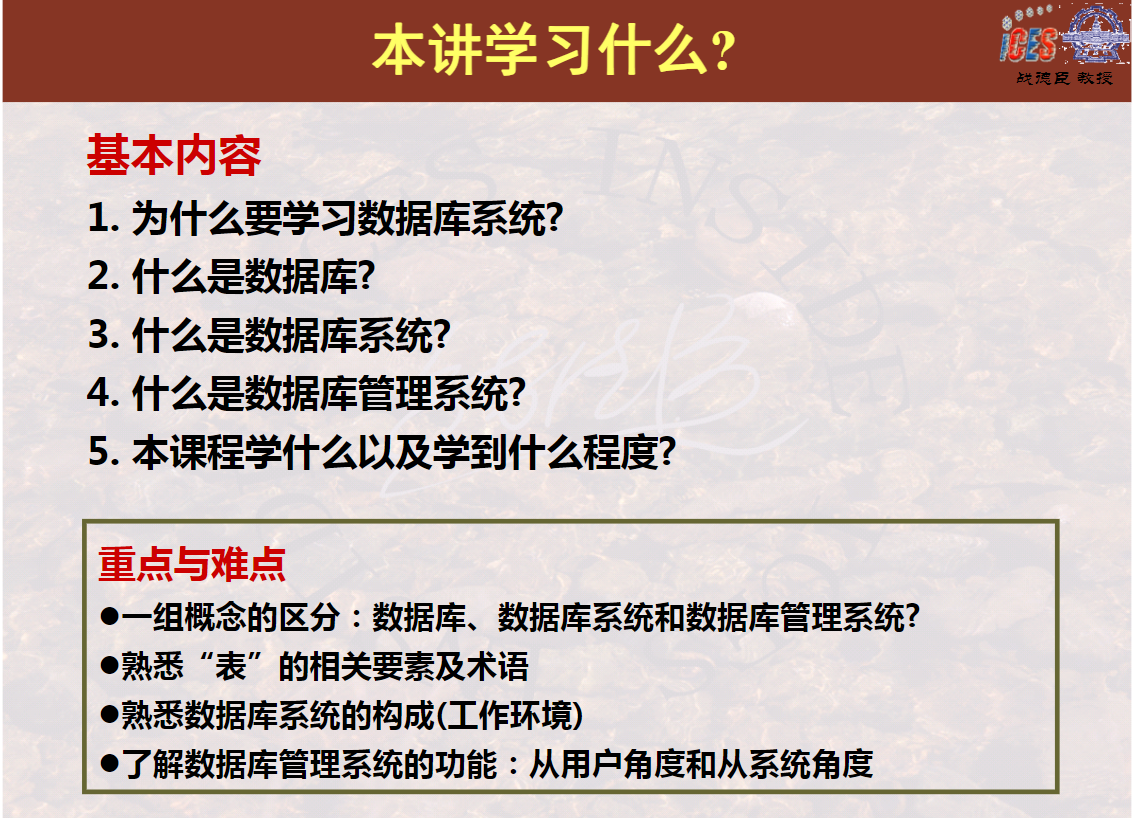 本讲学习什么?
ICES
战德臣 教授
基本内容
1. 为什么要学习数据库系统?
2. 什么是数据库?
3. 什么是数据库系统?
4. 什么是数据库管理系统?
5. 本课程学什么以及学到什么程度?
重点与难点
●一组概念的区分：数据库、数据库系统和数据库管理系统?
●熟悉“表”的相关要素及术语
●熟悉数据库系统的构成(工作环境)
●了解数据库管理系统的功能：从用户角度和从系统角度